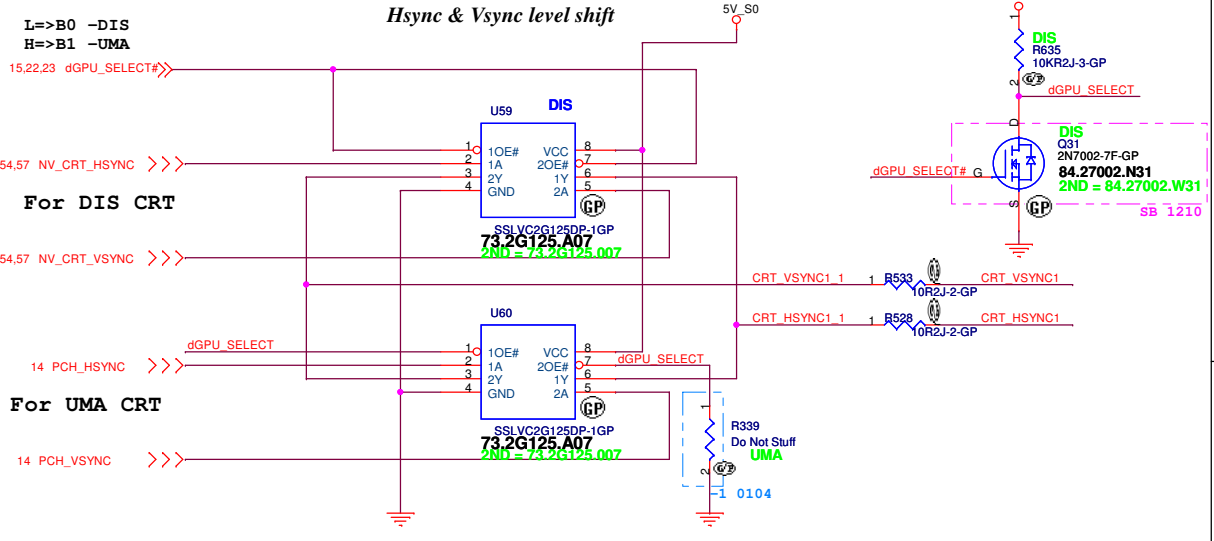 Hsync & Vsync level shift
5V_S0
L=>B0 -DIS
H=>B1 -UMA
15,22,23 dGPU_SELECT#
1
DIS
R635
10KR2J-3-GP
2
G/P
dGPU_SELECT
U59
DIS
1 1OE# VCC 8
2 1A 2OE# 7
3 2Y 1Y 6
4 GND 2A 5
GP
SSLVC2G125DP-1GP
73.2G125.A07
2ND = 73.2G125.007
54,57 NV_CRT_HSYNC
For DIS CRT
54,57 NV_CRT_VSYNC
D
DIS
Q31
2N7002-7F-GP
84.27002.N31
2ND = 84.27002.W31
dGPU_SELECT# G
S
GP
SB 1210
CRT_VSYNC1_1 1 R533 CRT_VSYNC1
10R2J-2-GP
CRT_HSYNC1_1 1 R528 CRT_HSYNC1
10R2J-2-GP
U60
dGPU_SELECT
1 1OE# VCC 8
2 1A 2OE# 7
3 2Y 1Y 6
4 GND 2A 5
dGPU_SELECT
GP
SSLVC2G125DP-1GP
73.2G125.A07
2ND = 73.2G125.007
14 PCH_HSYNC
For UMA CRT
14 PCH_VSYNC
1
R339
Do Not Stuff
UMA
2
G/P
-1 0104